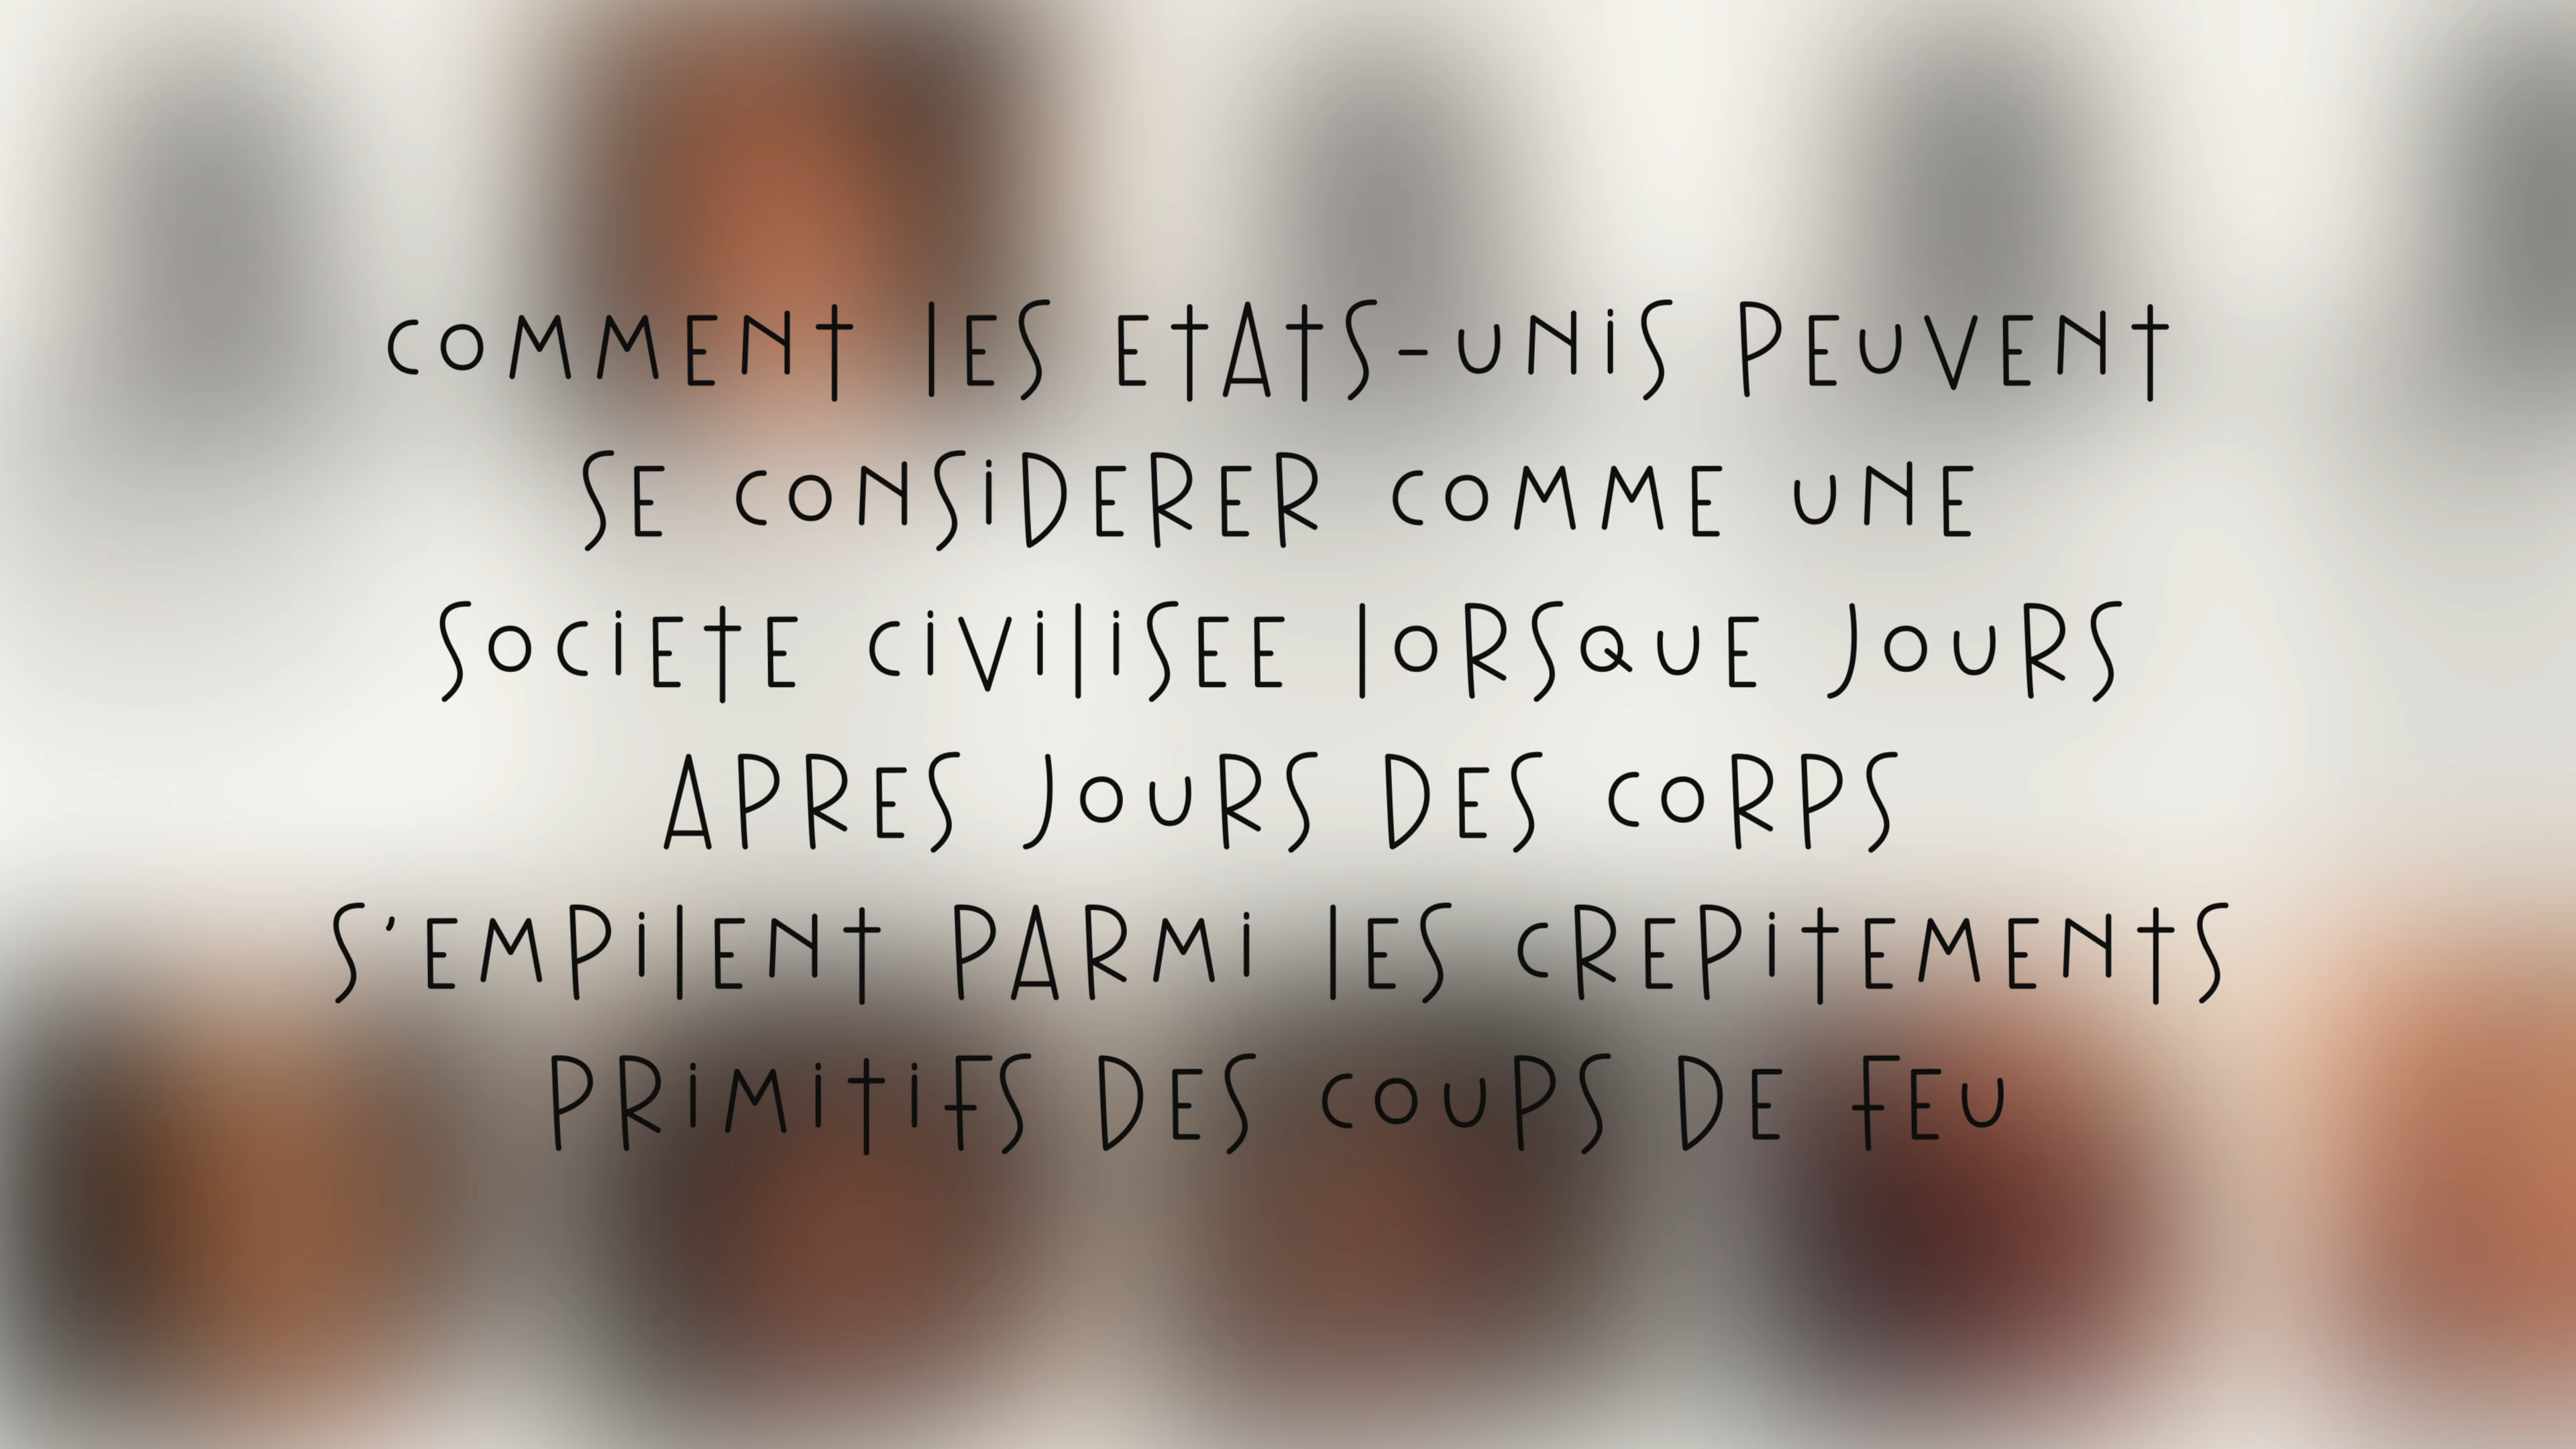 COMMENT LES ETATS-UNIS PEUVENT
SE CONSIDERER COMME UNE
SOCIETE CIVILISEE LORSQUE JOURS
APRES JOURS DES CORPS
S'EMPILENT PARMI LES CREPITEMENTS
PRIMITIFS DES COUPS DE FEU